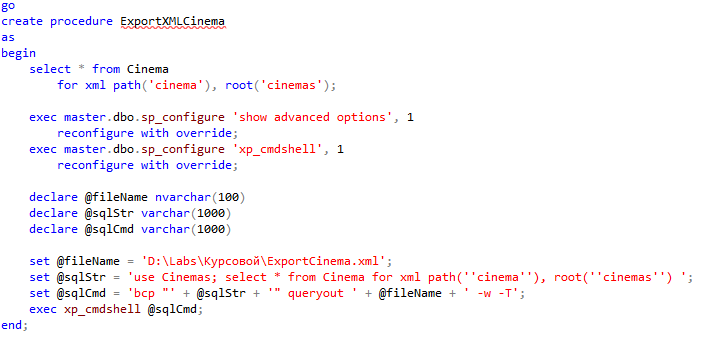 go
create procedure ExportXMLCinema
as
begin
    select * from Cinema
        for xml path('cinema'), root('cinemas');

    exec master.dbo.sp_configure 'show advanced options', 1
        reconfigure with override;
    exec master.dbo.sp_configure 'xp_cmdshell', 1
        reconfigure with override;

    declare @fileName nvarchar(100)
    declare @sqlStr varchar(1000)
    declare @sqlCmd varchar(1000)

    set @fileName = 'D:\Labs\Курсовой\ExportCinema.xml';
    set @sqlStr = 'use Cinemas; select * from Cinema for xml path(''cinema''), root(''cinemas'') ';
    set @sqlCmd = 'bcp "' + @sqlStr + '" queryout ' + @fileName + ' -w -T';
    exec xp_cmdshell @sqlCmd;
end;